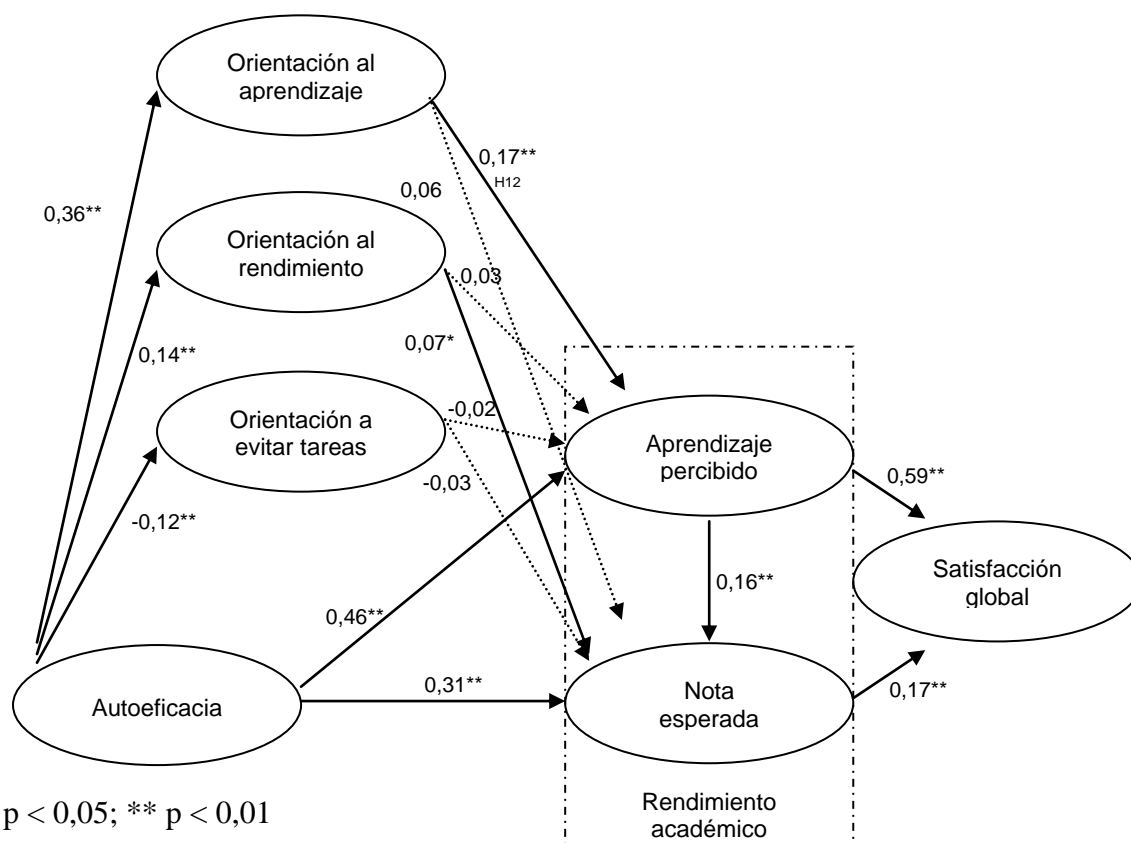 Orientación al
aprendizaje
0,17**
H12
0,06
0,36**
Orientación al
rendimiento
0,03
0,07*
0,14**
Orientación a
evitar tareas
-0,02
Aprendizaje
percibido
-0,03
0,59**
-0,12**
Satisfacción
global
0,16**
0,46**
0,31**
Nota
esperada
0,17**
Autoeficacia
Rendimiento
académico
p < 0,05; ** p < 0,01